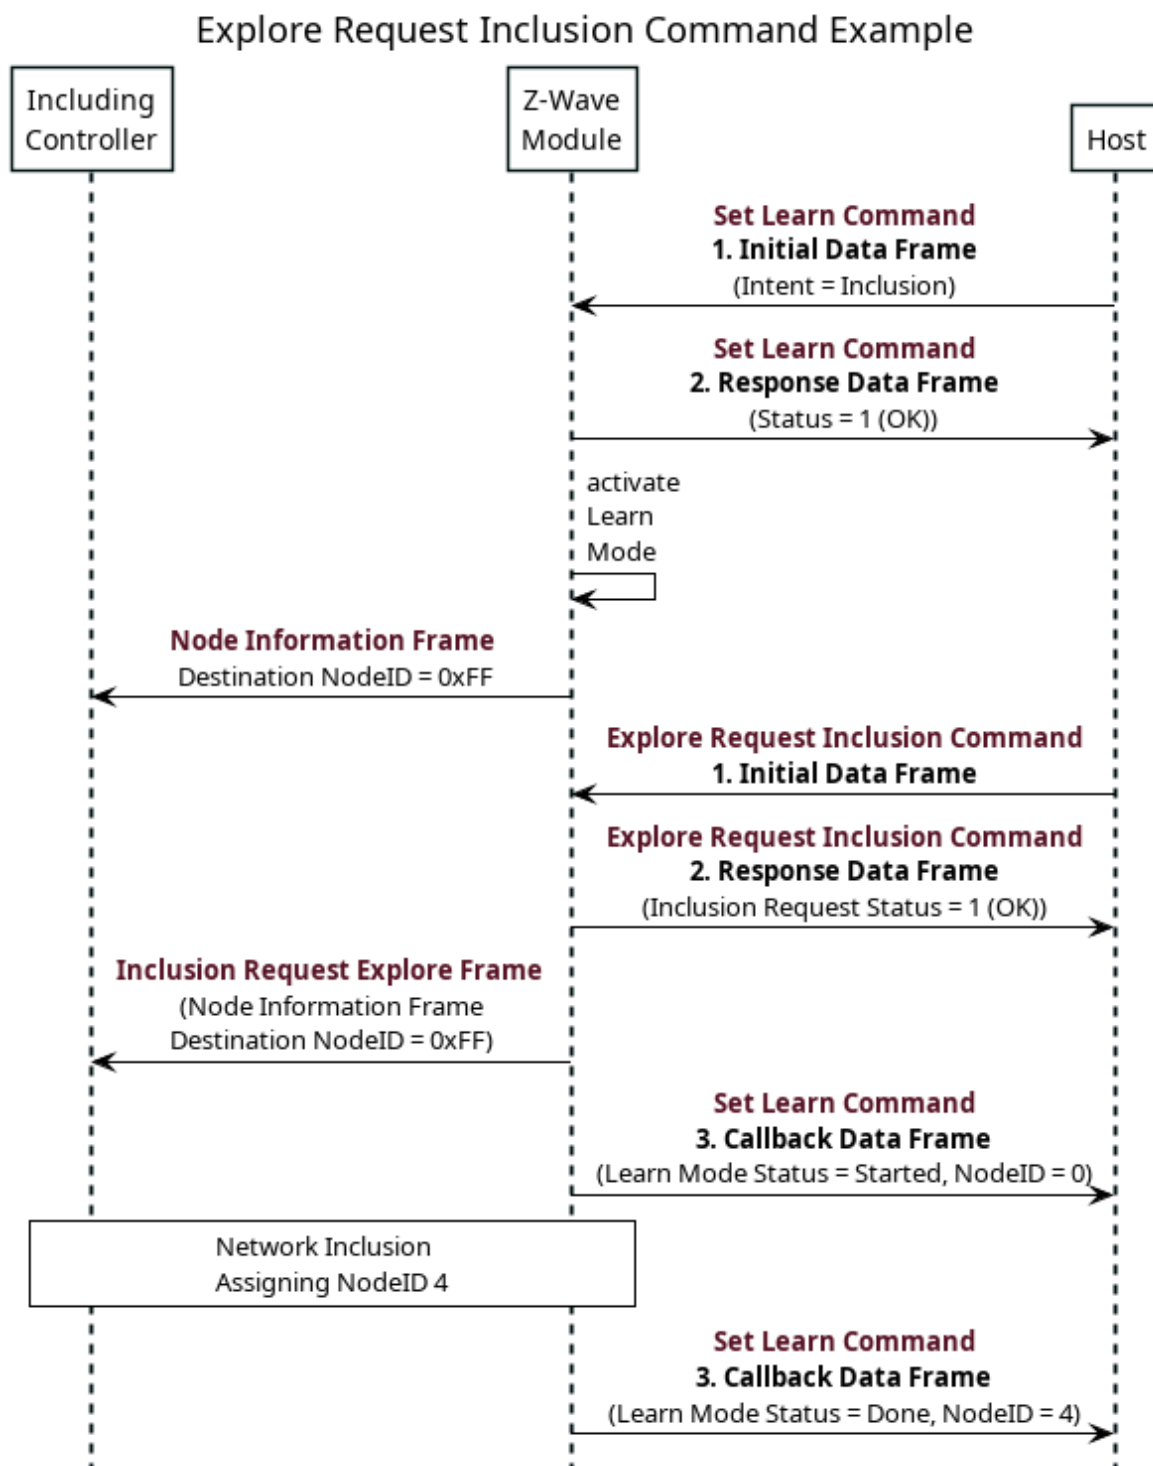 Explore Request Inclusion Command Example
Including
Controller
Z-Wave
Module
Host
Set Learn Command
1. Initial Data Frame
(Intent = Inclusion)
Set Learn Command
2. Response Data Frame
(Status = 1 (OK))
activate
Learn
Mode
Node Information Frame
Destination NodeID = 0xFF
Explore Request Inclusion Command
1. Initial Data Frame
Explore Request Inclusion Command
2. Response Data Frame
(Inclusion Request Status = 1 (OK))
Inclusion Request Explore Frame
(Node Information Frame
Destination NodeID = 0xFF)
Set Learn Command
3. Callback Data Frame
(Learn Mode Status = Started, NodeID = 0)
Network Inclusion
Assigning NodeID 4
Set Learn Command
3. Callback Data Frame
(Learn Mode Status = Done, NodeID = 4)